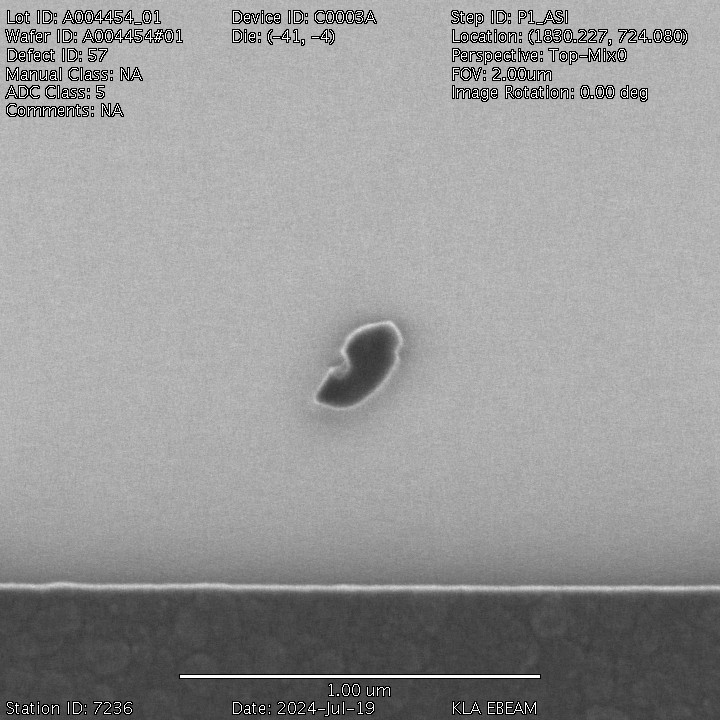 Lot ID: A004454_01
Wafer ID: A004454#01
Defect ID: 57
Manual Class: NA
ADC Class: 5
Comments: NA
Device ID: C0003A
Die: (-41, -4)
Step ID: P1_ASI
Location: (1830.227, 724.080)
Perspective: Top-Mix0
FOV: 2.00um
Image Rotation: 0.00 deg
1.00 um
Station ID: 7236
Date: 2024-Jul-19
KLA EBEAM